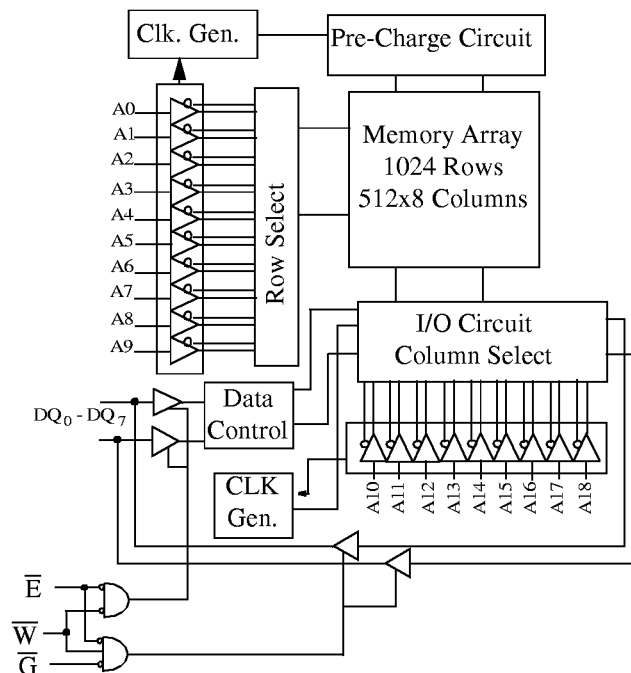 Clk. Gen.
Pre-Charge Circuit
A0
A1
A2
A3
A4
A5
A6
A7
A8
A9
Row Select
Memory Array
1024 Rows
512x8 Columns
I/O Circuit
Column Select
DQ₀ - DQ₇
Data
Control
CLK
Gen.
A10
A11
A12
A13
A14
A15
A16
A17
A18
E̅
W̅
G̅